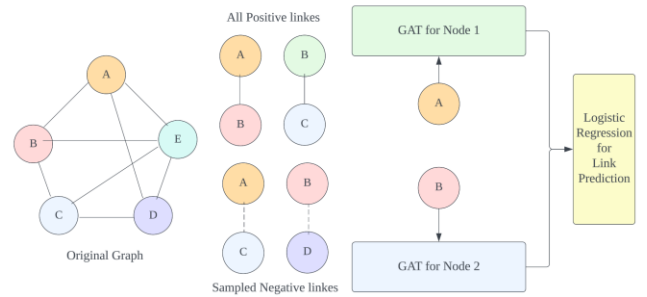 A
B
E
C
D
Original Graph
All Positive linkes
A
B
B
C
A
B
C
D
Sampled Negative linkes
GAT for Node 1
A
B
GAT for Node 2
Logistic
Regression
for
Link
Prediction